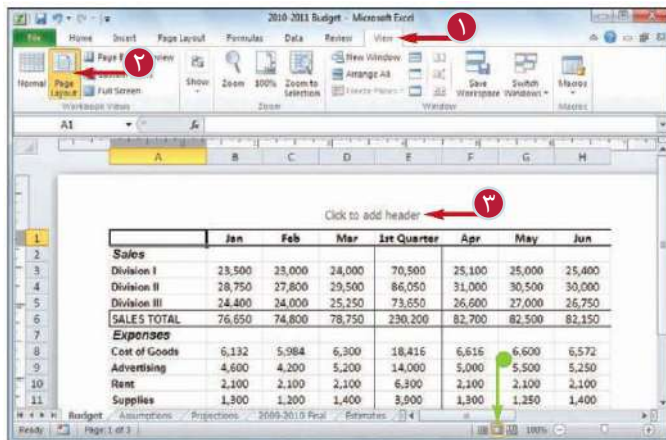 2010-2011 Budget - Microsoft Excel
File Home Insert Page Layout Formulas Data Review View ١
Normal Page Layout ٢ Full Screen Show Zoom 100% Zoom to Selection New Window Arrange All Freeze Panes Save Workspace Switch Windows Macros
Workbook Views Zoom Window Macros
A1 fx
A B C D E F G H
Click to add header ٣
1 Jan Feb Mar 1st Quarter Apr May Jun
2 Sales
3 Division I 23,500 23,000 24,000 70,500 25,100 25,000 25,400
4 Division II 28,750 27,800 29,500 86,050 31,000 30,500 30,000
5 Division III 24,400 24,000 25,250 73,650 26,600 27,000 26,750
6 SALES TOTAL 76,650 74,800 78,750 230,200 82,700 82,500 82,150
7 Expenses
8 Cost of Goods 6,132 5,984 6,300 18,416 6,616 6,600 6,572
9 Advertising 4,600 4,200 5,200 14,000 5,000 5,500 5,250
10 Rent 2,100 2,100 2,100 6,300 2,100 2,100 2,100
11 Supplies 1,300 1,200 1,400 3,900 1,300 1,250 1,400
Budget Assumptions Projections 2009-2010 Final Estimates
Ready Page: 1 of 3 100%